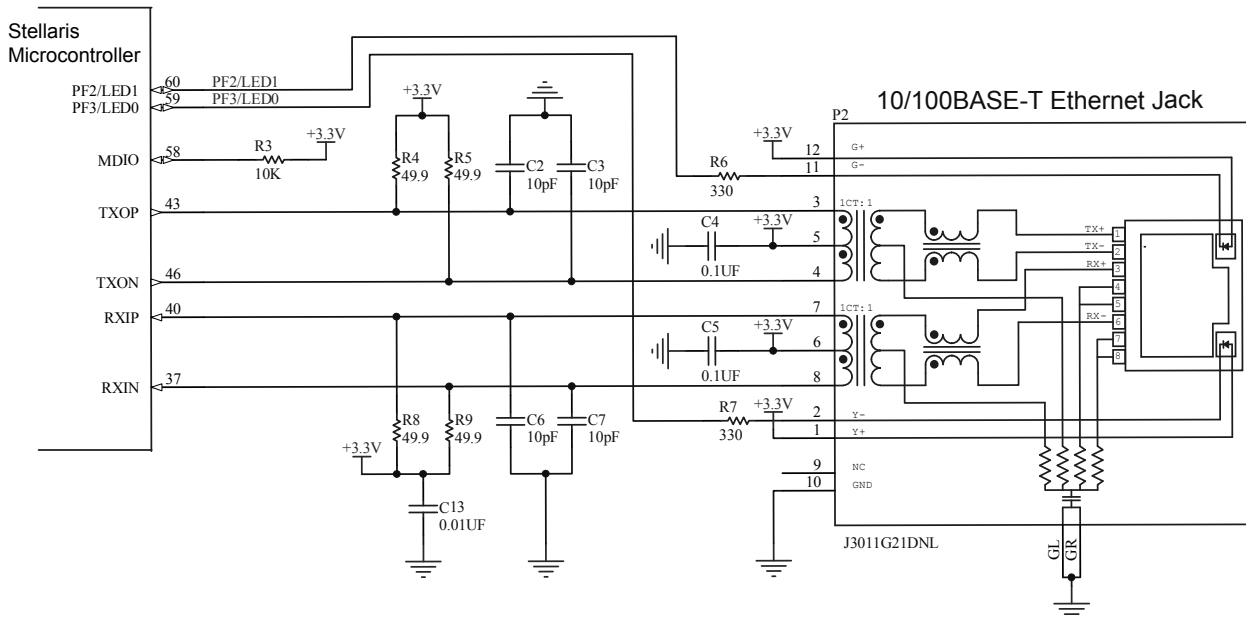 Stellaris
Microcontroller
PF2/LED1
60
PF2/LED1
PF3/LED0
59
PF3/LED0
MDIO
58
R3
10K
+3.3V
TXOP
43
TXON
46
RXIP
40
RXIN
37
+3.3V
R4
49.9
R5
49.9
C2
10pF
C3
10pF
R8
49.9
R9
49.9
C6
10pF
C7
10pF
+3.3V
C13
0.01UF
10/100BASE-T Ethernet Jack
P2
+3.3V
12
G+
R6
330
11
G-
3
1CT:1
C4
0.1UF
+3.3V
5
4
7
1CT:1
C5
0.1UF
+3.3V
6
8
R7
330
+3.3V
2
Y-
1
Y+
9
NC
10
GND
TX+
1
TX-
2
RX+
3
4
5
RX-
6
7
8
J3011G21DNL
GL
GR